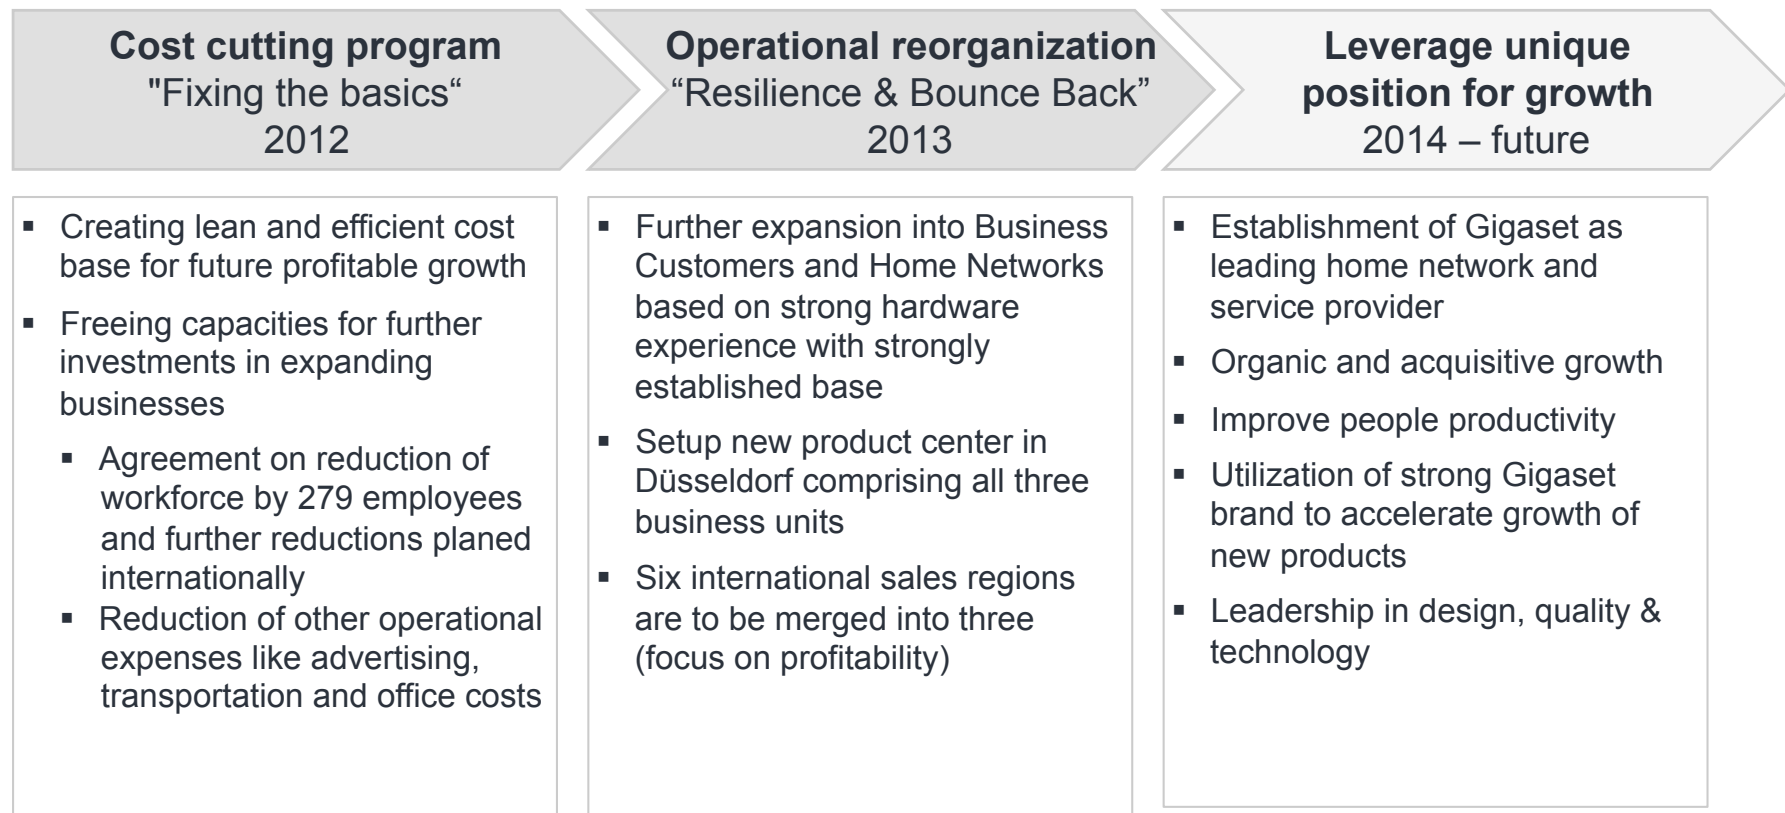 Cost cutting program
"Fixing the basics“
2012
Operational reorganization
“Resilience & Bounce Back”
2013
Leverage unique
position for growth
2014 – future
▪ Creating lean and efficient cost
base for future profitable growth
▪ Freeing capacities for further
investments in expanding
businesses
▪ Agreement on reduction of
workforce by 279 employees
and further reductions planed
internationally
▪ Reduction of other operational
expenses like advertising,
transportation and office costs
▪ Further expansion into Business
Customers and Home Networks
based on strong hardware
experience with strongly
established base
▪ Setup new product center in
Düsseldorf comprising all three
business units
▪ Six international sales regions
are to be merged into three
(focus on profitability)
▪ Establishment of Gigaset as
leading home network and
service provider
▪ Organic and acquisitive growth
▪ Improve people productivity
▪ Utilization of strong Gigaset
brand to accelerate growth of
new products
▪ Leadership in design, quality &
technology